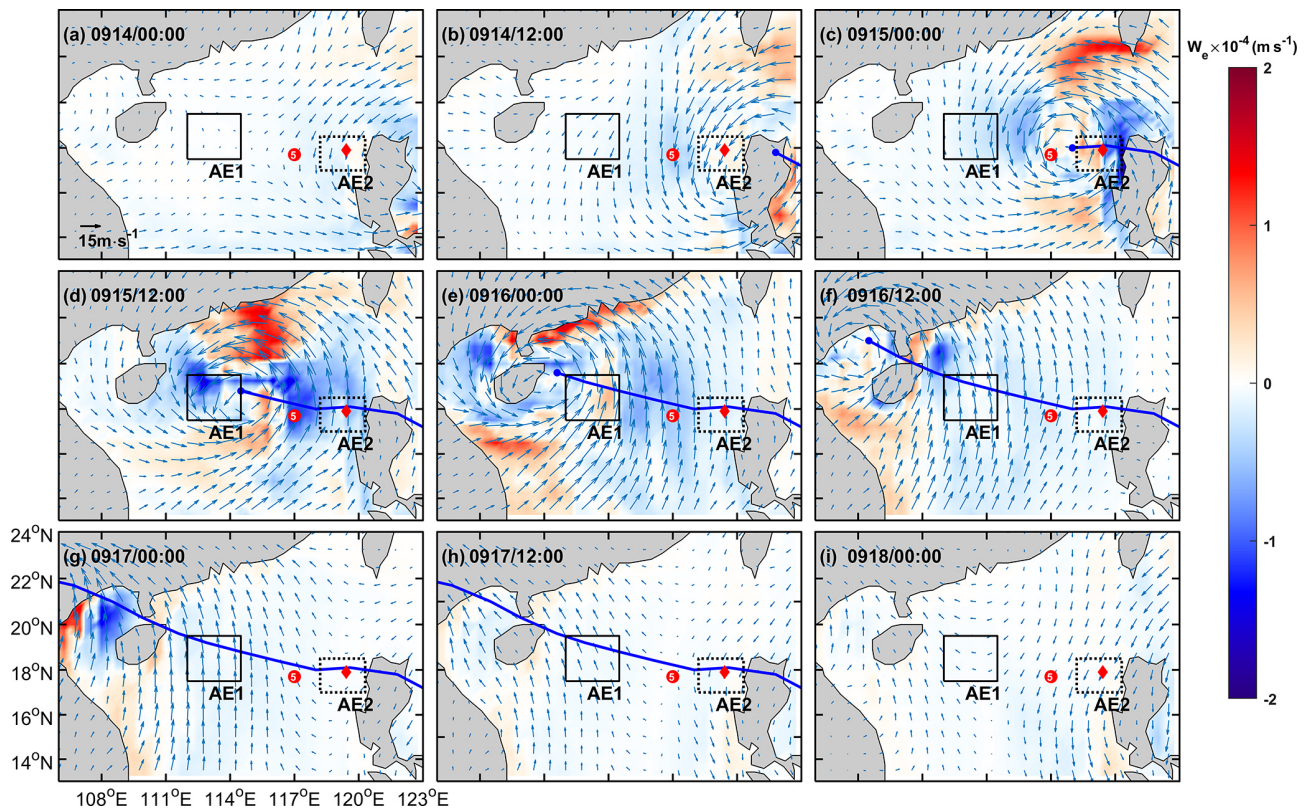 (a) 0914/00:00
(b) 0914/12:00
(c) 0915/00:00
Wₑ×10⁻⁴ (m s⁻¹)
2
1
0
-1
-2
5
AE1
AE2
15m·s⁻¹
5
AE1
AE2
5
AE1
AE2
(d) 0915/12:00
(e) 0916/00:00
(f) 0916/12:00
5
AE1
AE2
5
AE1
AE2
5
AE1
AE2
(g) 0917/00:00
(h) 0917/12:00
(i) 0918/00:00
24°N
22°N
20°N
18°N
16°N
14°N
5
AE1
AE2
5
AE1
AE2
5
AE1
AE2
108°E 111°E 114°E 117°E 120°E 123°E